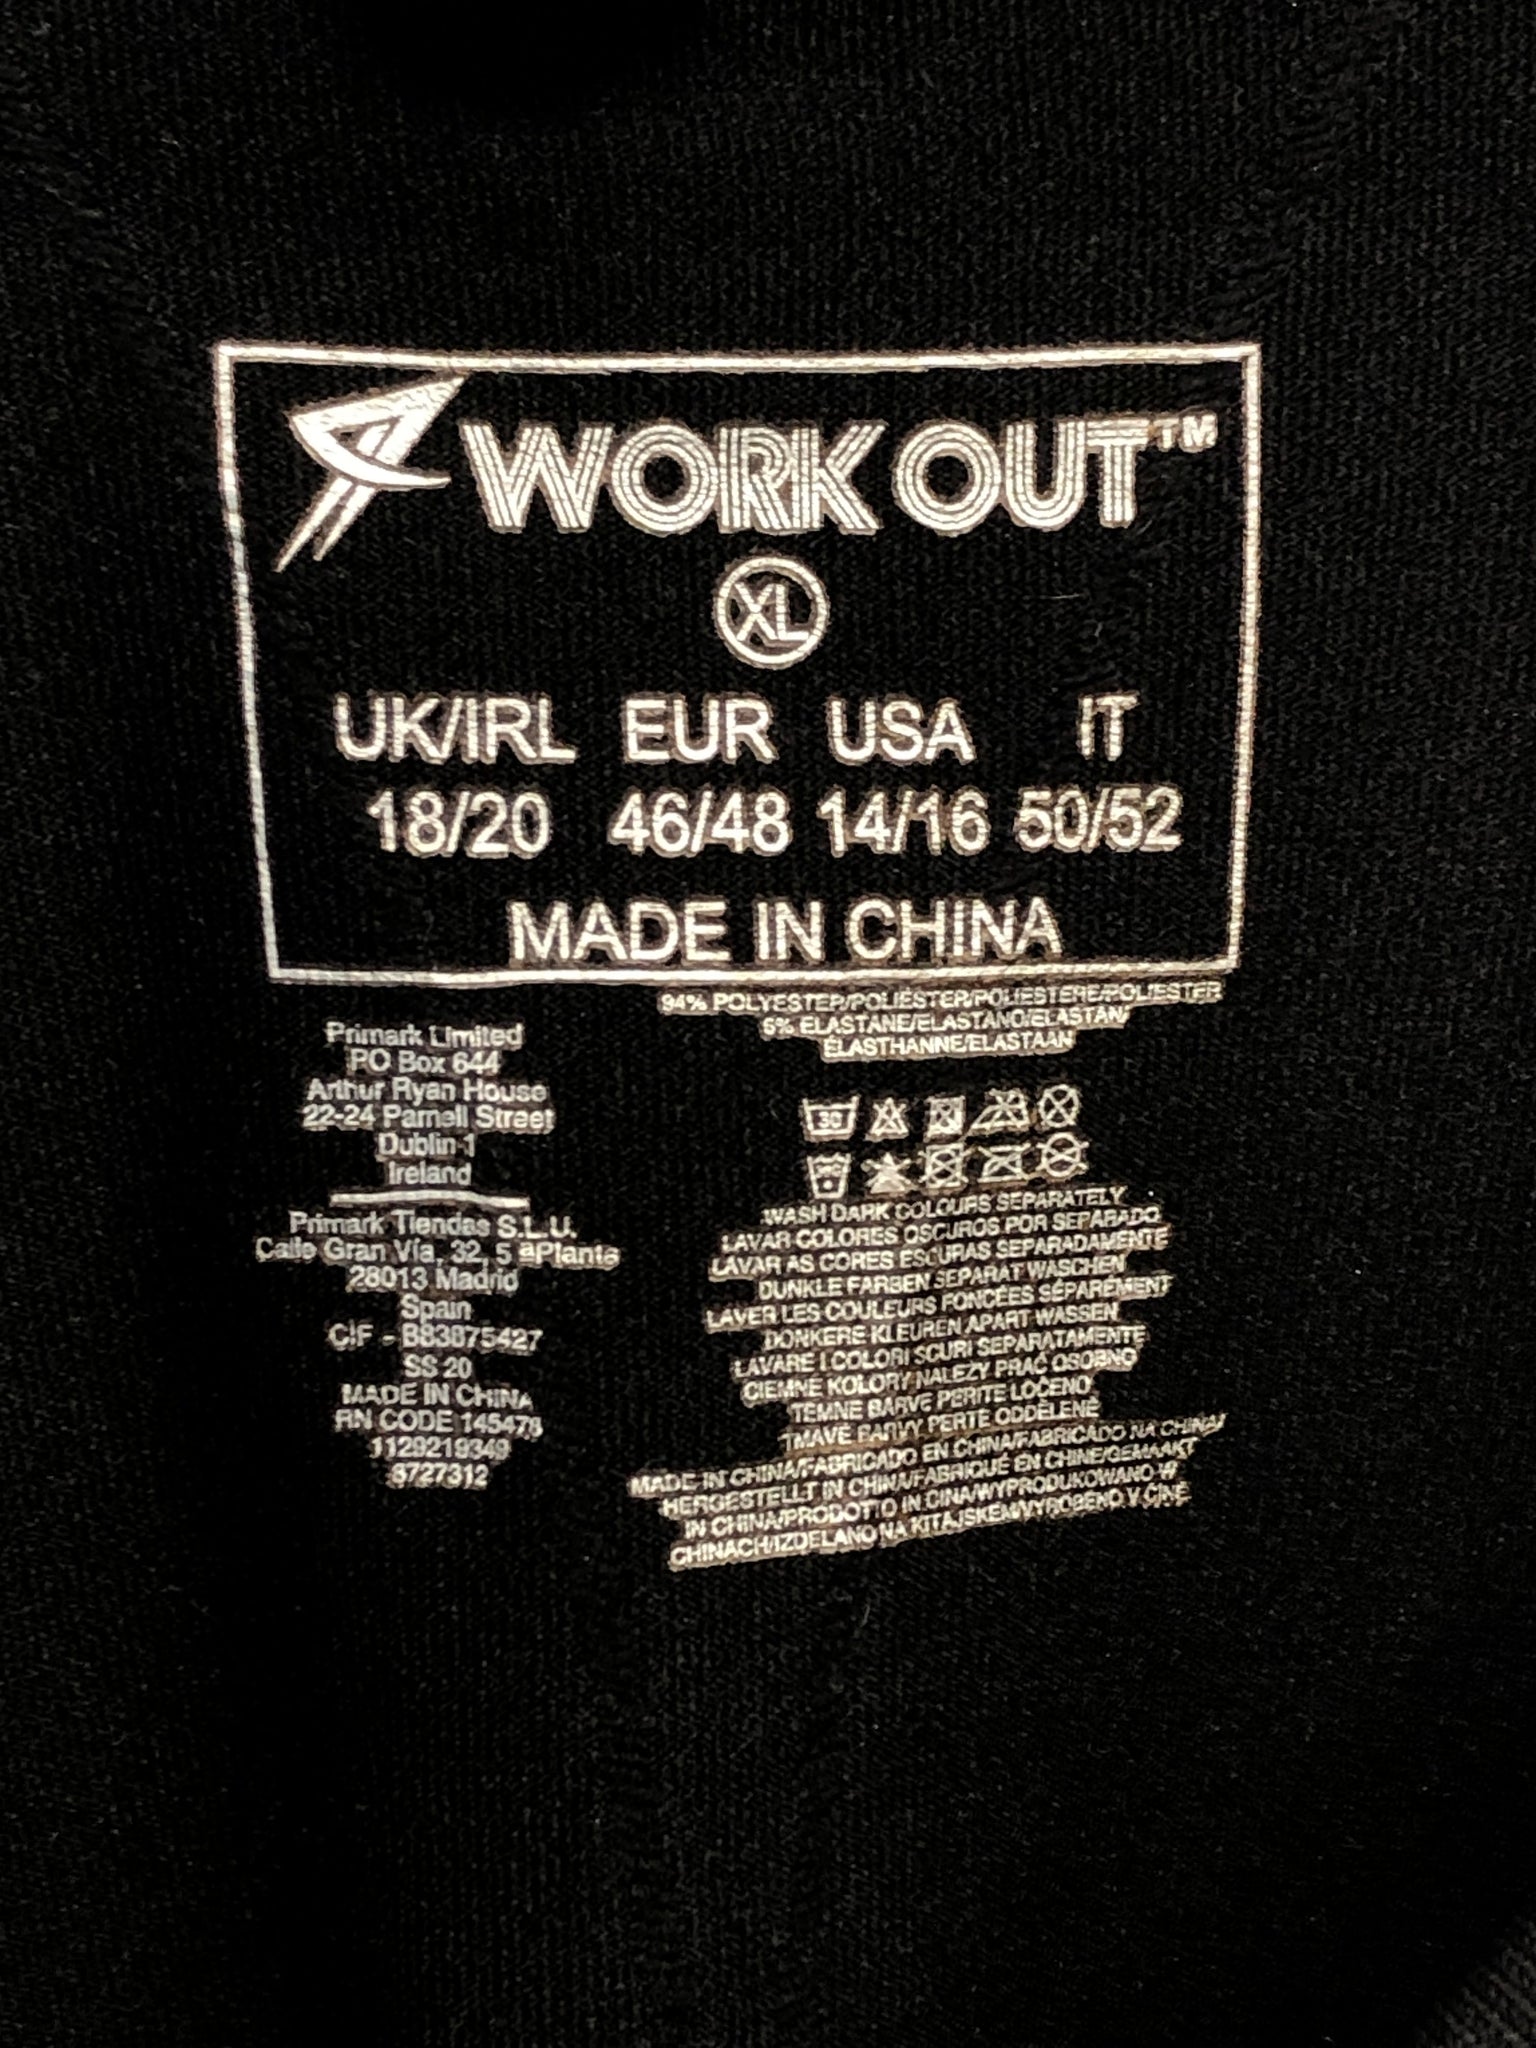 WORK OUT™
XL
UK/IRL EUR USA IT
18/20 46/48 14/16 50/52
MADE IN CHINA
Primark Limited
PO Box 644
Arthur Ryan House
22-24 Parnell Street
Dublin 1
Ireland
Primark Tiendas S.L.U.
Calle Gran Vía, 32, 5 ªPlanta
28013 Madrid
Spain
CIF - B83875427
SS 20
MADE IN CHINA
RN CODE 145478
1129219349
94% POLYESTER/POLIÉSTER/POLIESTERE/POLIESTER
6% ELASTANE/ELASTANO/ELASTAN/
ÉLASTHANNE/ELASTAAN
30
WASH DARK COLOURS SEPARATELY
LAVAR COLORES OSCUROS POR SEPARADO
LAVAR AS CORES ESCURAS SEPARADAMENTE
DUNKLE FARBEN SEPARAT WASCHEN
LAVER LES COULEURS FONCÉES SÉPARÉMENT
DONKERE KLEUREN APART WASSEN
LAVARE I COLORI SCURI SEPARATAMENTE
CIEMNE KOLORY NALEZY PRAĆ OSOBNO
TEMNE BARVE PERITE LOČENO
TMAVÉ BARVY PERTE ODDĚLENĚ
MADE IN CHINA/FABRICADO EN CHINA/FABRICADO NA CHINA/
HERGESTELLT IN CHINA/FABRIQUÉ EN CHINE/GEMAAKT
IN CHINA/PRODOTTO IN CINA/WYPRODUKOWANO W
CHINACH/IZDELANO NA KITAJSKEM/VYROBENO V ČÍNĚ